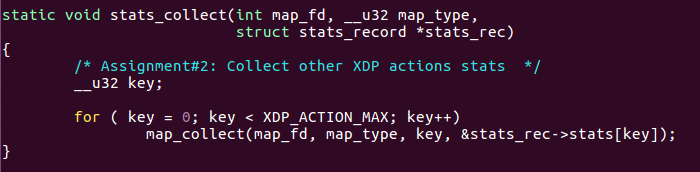 static void stats_collect(int map_fd, __u32 map_type,
                          struct stats_record *stats_rec)
{
        /* Assignment#2: Collect other XDP actions stats  */
        __u32 key;

        for ( key = 0; key < XDP_ACTION_MAX; key++)
                map_collect(map_fd, map_type, key, &stats_rec->stats[key]);
}